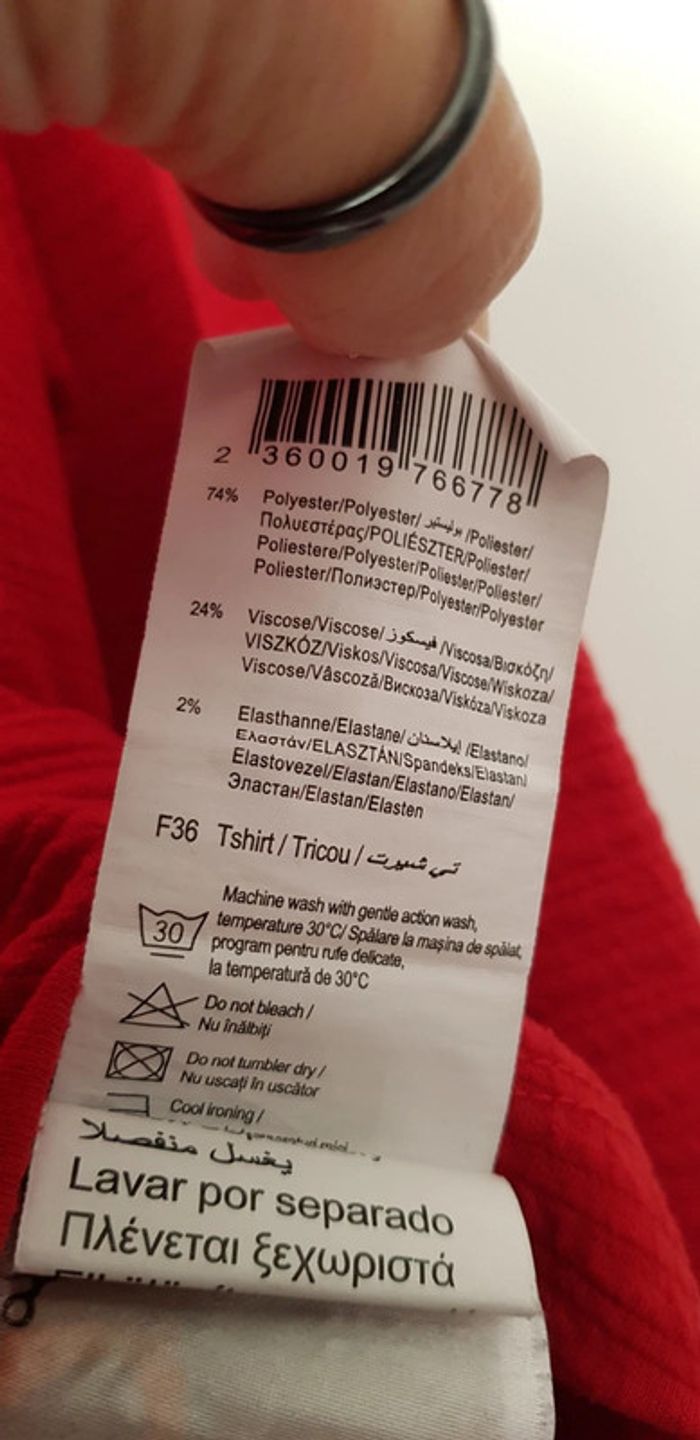 2 360019 766778
74% Polyester/Polyester/ بوليستير /Poliester/
Πολυεστέρας/POLIÉSZTER/Poliester/
Poliestere/Polyester/Poliester/Poliester/
Poliester/Полиэстер/Polyester/Polyester
24% Viscose/Viscose/ فيسكوز /Viscosa/Βισκόζη/
VISZKÓZ/Viskos/Viscosa/Viscose/Wiskoza/
Viscose/Vâscoză/Вискоза/Viskóza/Viskoza
2% Elasthanne/Elastane/ إيلاستان /Elastano/
Ελαστάν/ELASZTÁN/Spandeks/Elastan/
Elastovezel/Elastan/Elastano/Elastan/
Эластан/Elastan/Elasten
F36 Tshirt / Tricou / تي شيرت
Machine wash with gentle action wash,
30 temperature 30°C/ Spălare la mașina de spălat,
program pentru rufe delicate,
la temperatură de 30°C
Do not bleach /
Nu înălbiți
Do not tumbler dry /
Nu uscați în uscător
Cool ironing /
يغسل منفصلا
Lavar por separado
Πλένεται ξεχωριστά